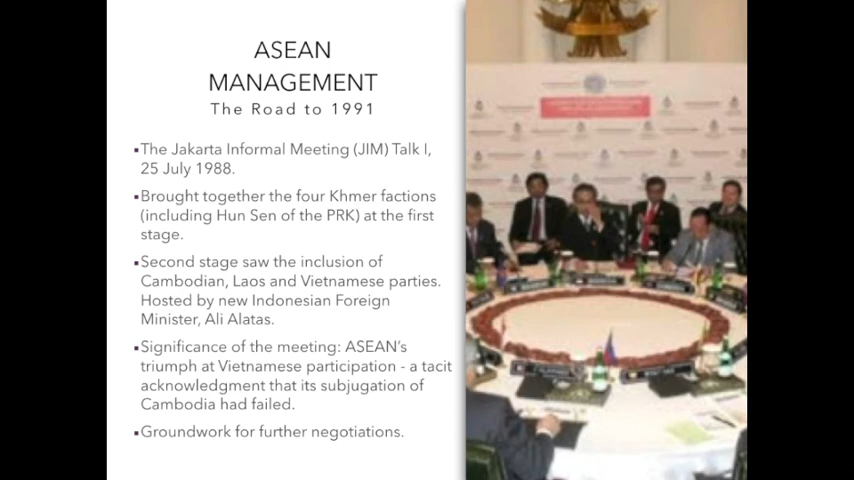 ASEAN
MANAGEMENT
The Road to 1991
▪The Jakarta Informal Meeting (JIM) Talk I,
25 July 1988.
▪Brought together the four Khmer factions
(including Hun Sen of the PRK) at the first
stage.
▪Second stage saw the inclusion of
Cambodian, Laos and Vietnamese parties.
Hosted by new Indonesian Foreign
Minister, Ali Alatas.
▪Significance of the meeting: ASEAN's
triumph at Vietnamese participation - a tacit
acknowledgment that its subjugation of
Cambodia had failed.
▪Groundwork for further negotiations.